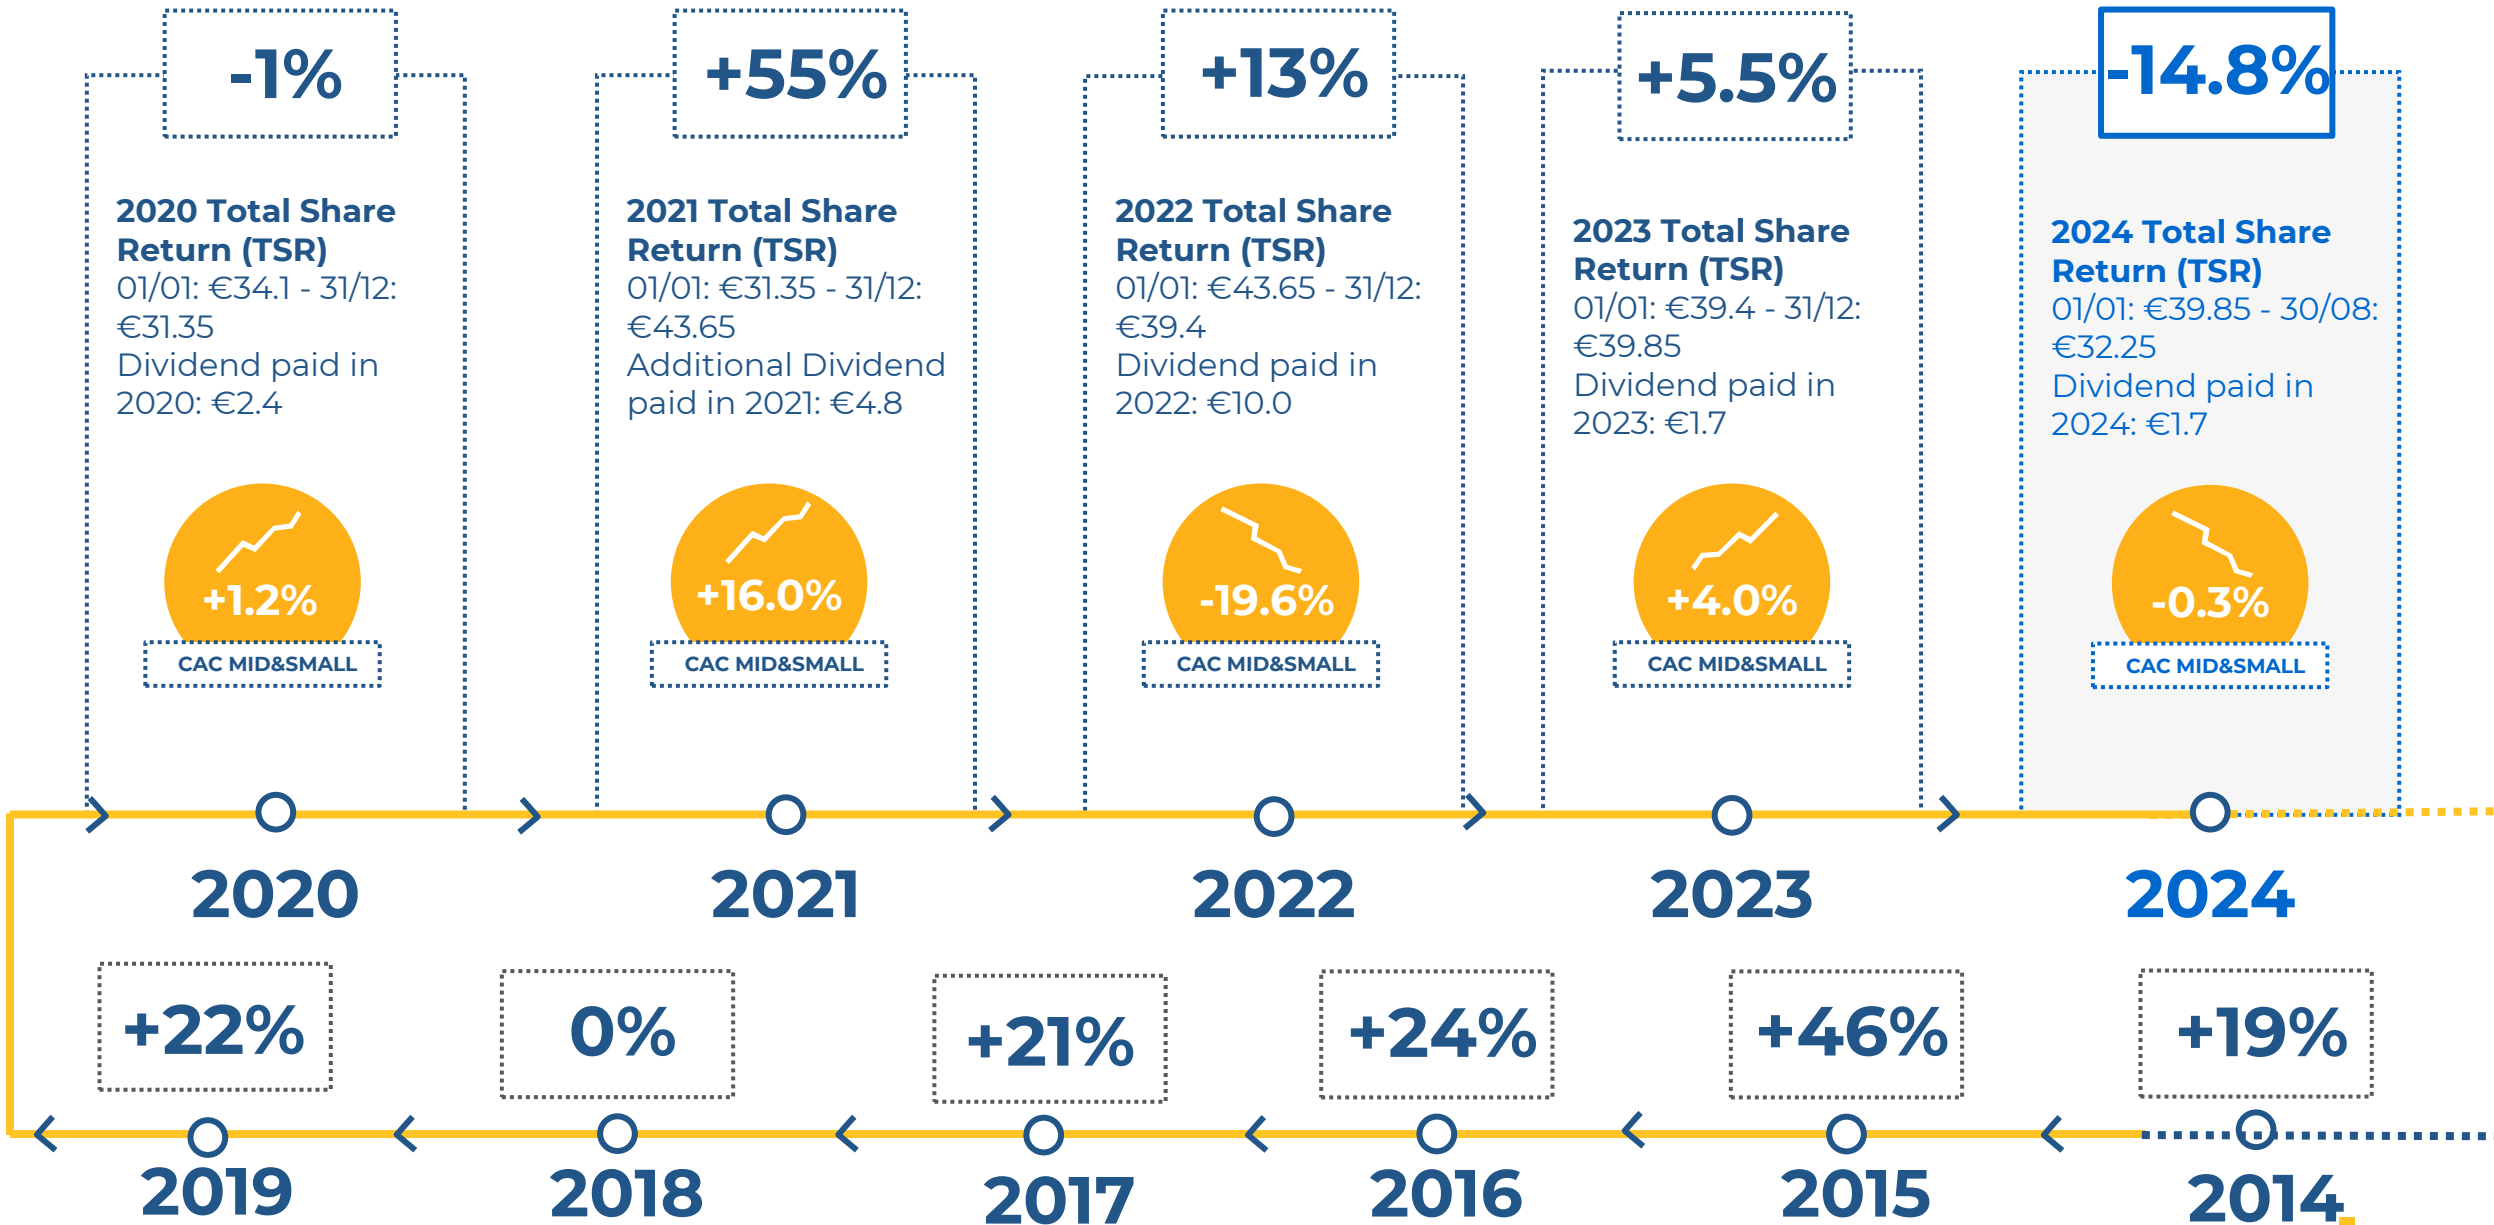 -1%
2020 Total Share
Return (TSR)
01/01: €34.1 - 31/12:
€31.35
Dividend paid in
2020: €2.4
+1.2%
CAC MID&SMALL
2020
+55%
2021 Total Share
Return (TSR)
01/01: €31.35 - 31/12:
€43.65
Additional Dividend
paid in 2021: €4.8
+16.0%
CAC MID&SMALL
2021
+13%
2022 Total Share
Return (TSR)
01/01: €43.65 - 31/12:
€39.4
Dividend paid in
2022: €10.0
-19.6%
CAC MID&SMALL
2022
+5.5%
2023 Total Share
Return (TSR)
01/01: €39.4 - 31/12:
€39.85
Dividend paid in
2023: €1.7
+4.0%
CAC MID&SMALL
2023
-14.8%
2024 Total Share
Return (TSR)
01/01: €39.85 - 30/08:
€32.25
Dividend paid in
2024: €1.7
-0.3%
CAC MID&SMALL
2024
+22%
2019
0%
2018
+21%
2017
+24%
2016
+46%
2015
+19%
2014